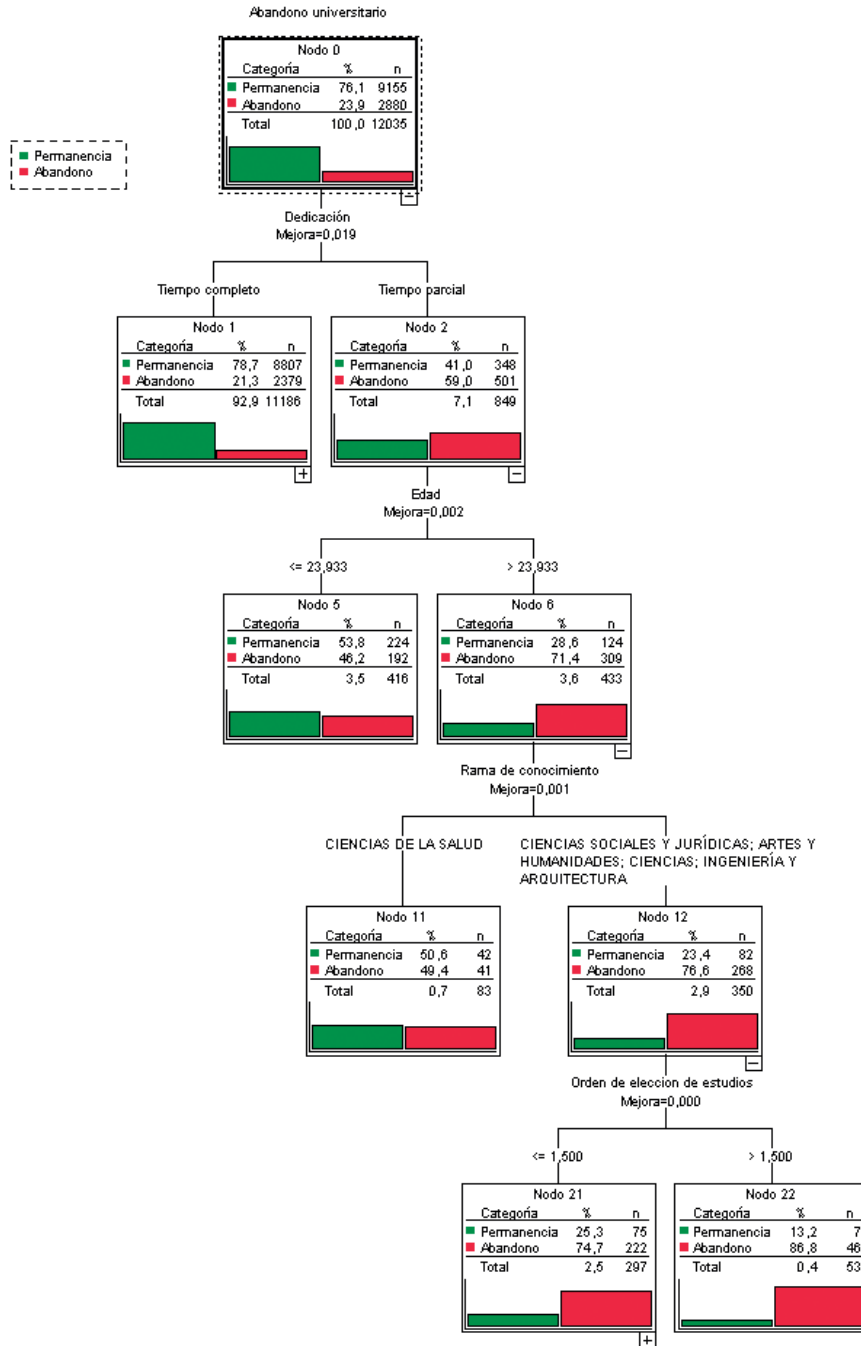 Abandono universitario
Nodo 0
Categoría % n
Permanencia 76,1 9155
Abandono 23,9 2880
Total 100,0 12035
Permanencia
Abandono
Dedicación
Mejora=0,019
Tiempo completo Tiempo parcial
Nodo 1
Categoría % n
Permanencia 78,7 8807
Abandono 21,3 2379
Total 92,9 11186
Nodo 2
Categoría % n
Permanencia 41,0 348
Abandono 59,0 501
Total 7,1 849
Edad
Mejora=0,002
<= 23,933 > 23,933
Nodo 5
Categoría % n
Permanencia 53,8 224
Abandono 46,2 192
Total 3,5 416
Nodo 6
Categoría % n
Permanencia 28,6 124
Abandono 71,4 309
Total 3,6 433
Rama de conocimiento
Mejora=0,001
CIENCIAS DE LA SALUD
CIENCIAS SOCIALES Y JURÍDICAS; ARTES Y
HUMANIDADES; CIENCIAS; INGENIERÍA Y
ARQUITECTURA
Nodo 11
Categoría % n
Permanencia 50,6 42
Abandono 49,4 41
Total 0,7 83
Nodo 12
Categoría % n
Permanencia 23,4 82
Abandono 76,6 268
Total 2,9 350
Orden de eleccion de estudios
Mejora=0,000
<= 1,500 > 1,500
Nodo 21
Categoría % n
Permanencia 25,3 75
Abandono 74,7 222
Total 2,5 297
Nodo 22
Categoría % n
Permanencia 13,2 7
Abandono 86,8 46
Total 0,4 53